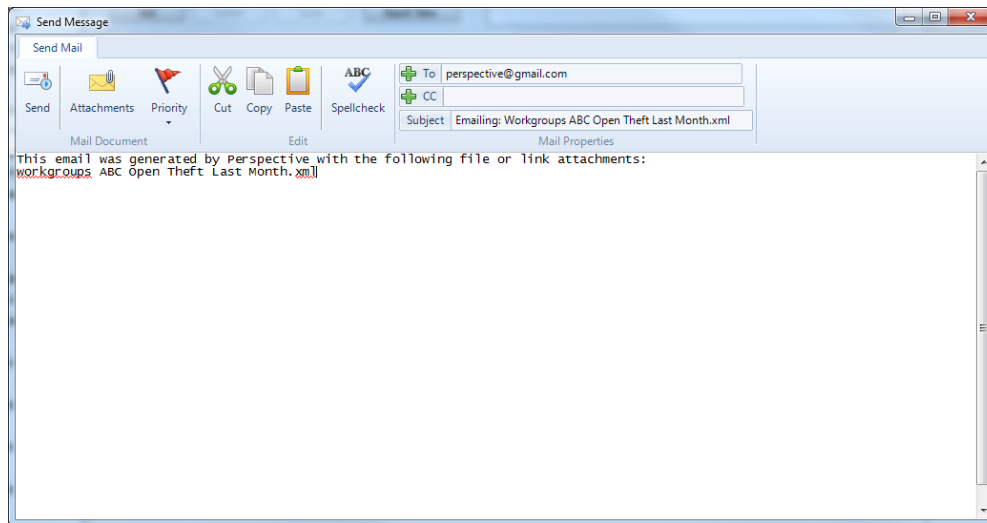 Send Message
Send Mail
Send
Attachments
Priority
Mail Document
Cut
Copy
Paste
Edit
ABC
Spellcheck
To perspective@gmail.com
CC
Subject Emailing: Workgroups ABC Open Theft Last Month.xml
Mail Properties
This email was generated by Perspective with the following file or link attachments:
workgroups ABC Open Theft Last Month.xml